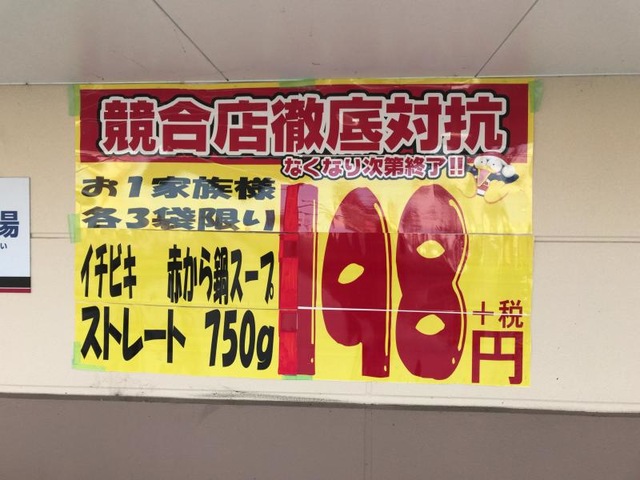 競合店徹底対抗
なくなり次第終了!!
お1家族様
各3袋限り
イチビキ 赤から鍋スープ
ストレート 750g
198
+税
円
場
い